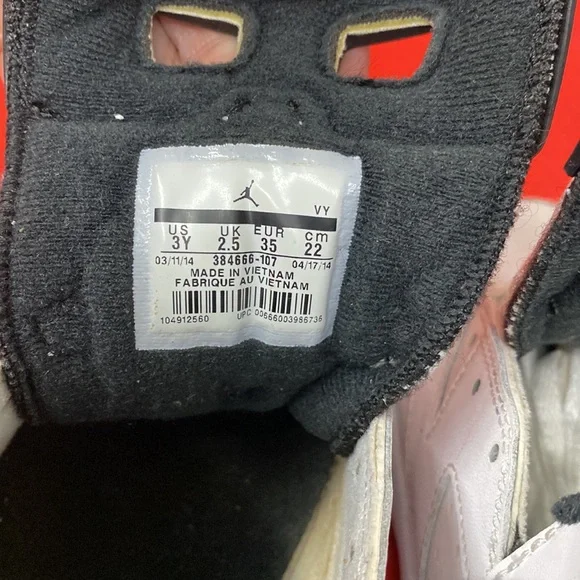 VY
US UK EUR cm
3Y 2.5 35 22
03/11/14 384666-107 04/17/14
MADE IN VIETNAM
FABRIQUE AU VIETNAM
104912560 UPC 00666003986736